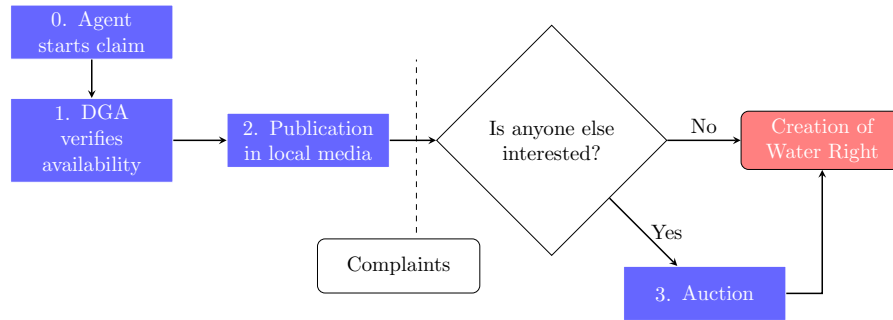 0. Agent
starts claim
1. DGA
verifies
availability
2. Publication
in local media
Complaints
Is anyone else
interested?
No
Yes
3. Auction
Creation of
Water Right